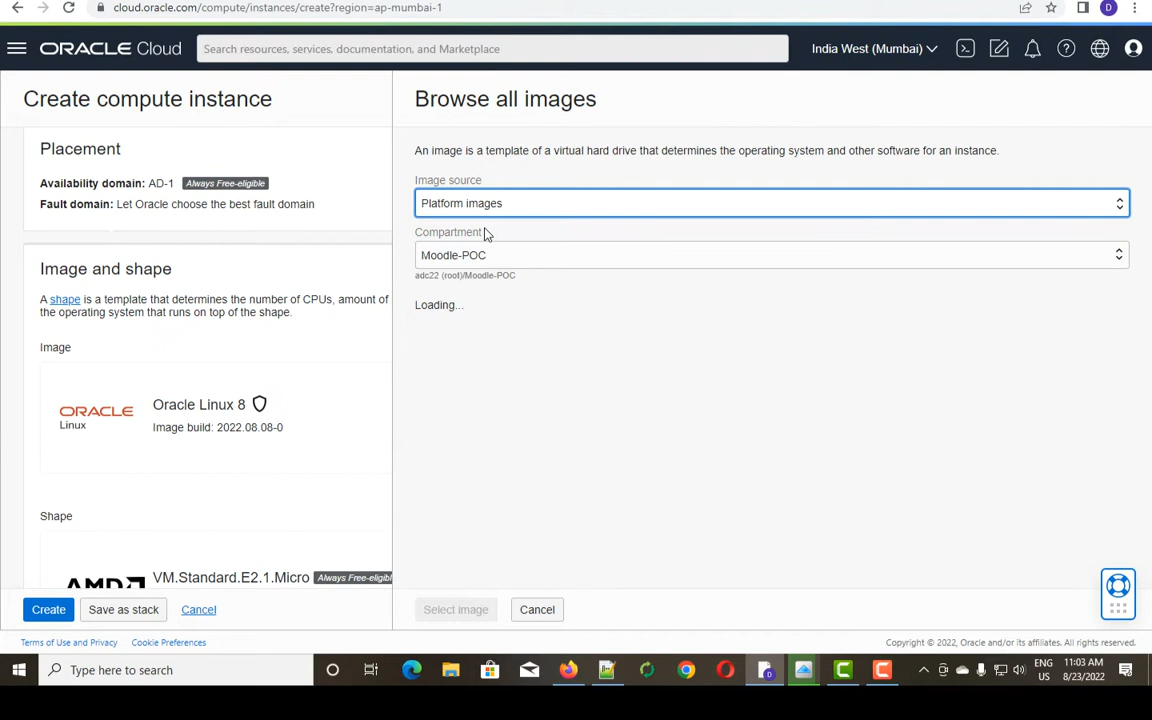 cloud.oracle.com/compute/instances/create?region=ap-mumbai-1
D
ORACLE Cloud
Search resources, services, documentation, and Marketplace
India West (Mumbai)
Create compute instance
Placement
Availability domain: AD-1 Always Free-eligible
Fault domain: Let Oracle choose the best fault domain
Image and shape
A shape is a template that determines the number of CPUs, amount of
the operating system that runs on top of the shape.
Image
ORACLE
Linux
Oracle Linux 8
Image build: 2022.08.08-0
Shape
AMD
VM.Standard.E2.1.Micro Always Free-eligibl
Create
Save as stack
Cancel
Browse all images
An image is a template of a virtual hard drive that determines the operating system and other software for an instance.
Image source
Platform images
Compartment
Moodle-POC
adc22 (root)/Moodle-POC
Loading...
Select image
Cancel
Terms of Use and Privacy
Cookie Preferences
Copyright © 2022, Oracle and/or its affiliates. All rights reserved.
Type here to search
ENG
US
11:03 AM
8/23/2022